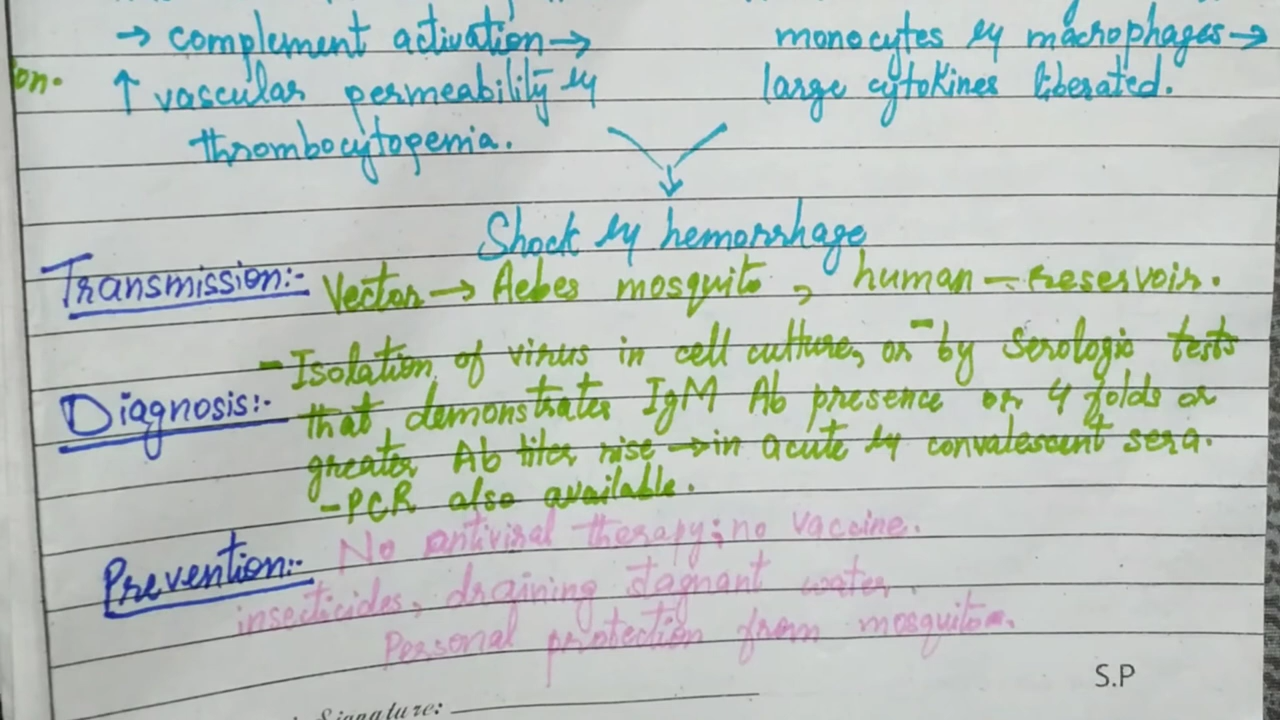 → complement activation →
↑ vascular permeability &
thrombocytopenia.
monocytes & macrophages →
large cytokines liberated.
on.
Shock & hemorrhage
Transmission:- Vector → Aebes mosquito, human — reservoir.
Diagnosis:- - Isolation of virus in cell culture, or - by Serologic tests
that demonstrates IgM Ab presence or 4 folds or
greater Ab titer rise → in acute & convalescent sera.
- PCR also available.
Prevention:- No antiviral therapy; no vaccine.
insecticides, draining stagnant water.
Personal protection from mosquito
S.P
Signature: